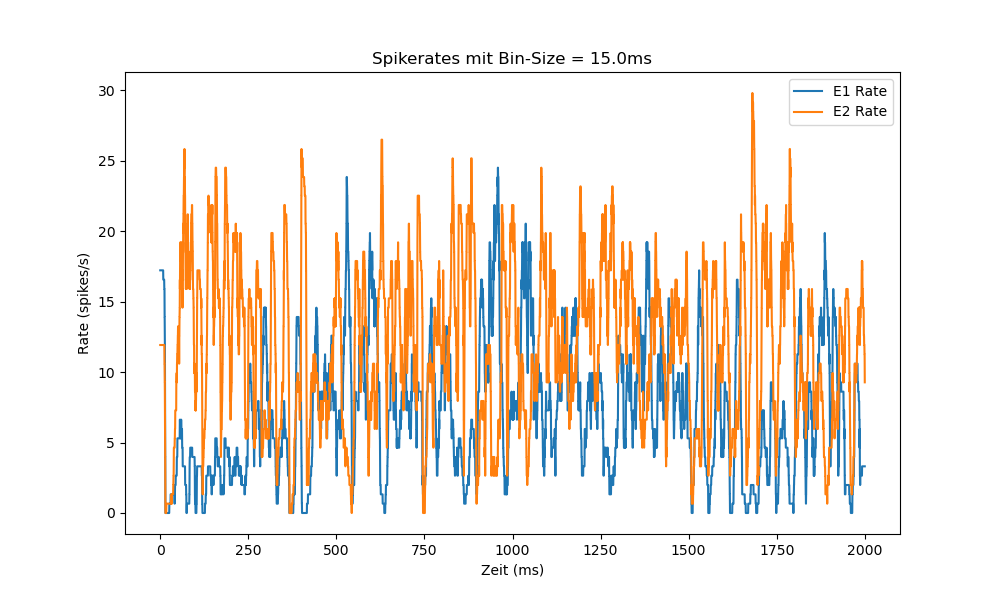 Spikerates mit Bin-Size = 15.0ms
E1 Rate
E2 Rate
30
25
20
15
10
5
0
Rate (spikes/s)
0 250 500 750 1000 1250 1500 1750 2000
Zeit (ms)